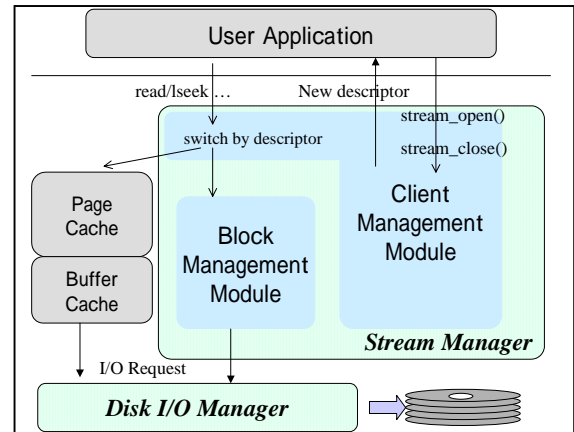 User Application
read/lseek …
New descriptor
stream_open()
switch by descriptor
stream_close()
Page
Cache
Buffer
Cache
Block
Management
Module
Client
Management
Module
Stream Manager
I/O Request
Disk I/O Manager